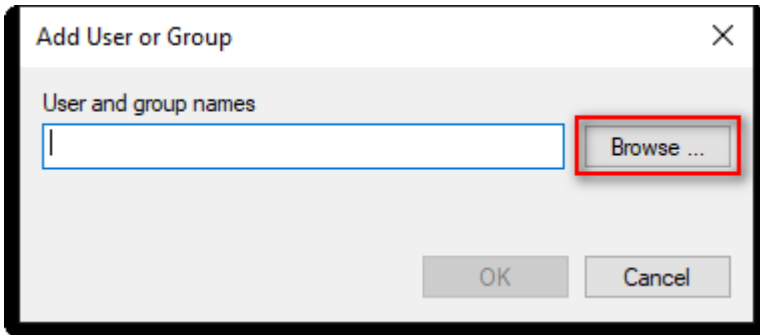 Add User or Group
User and group names
Browse ...
OK
Cancel